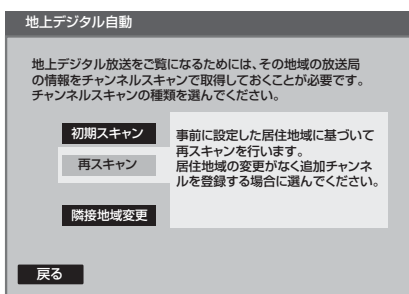 地上デジタル自動
地上デジタル放送をご覧になるためには、その地域の放送局
の情報をチャンネルスキャンで取得しておくことが必要です。
チャンネルスキャンの種類を選んでください。
初期スキャン
再スキャン
隣接地域変更
事前に設定した居住地域に基づいて
再スキャンを行います。
居住地域の変更がなく追加チャンネ
ルを登録する場合に選んでください。
戻る